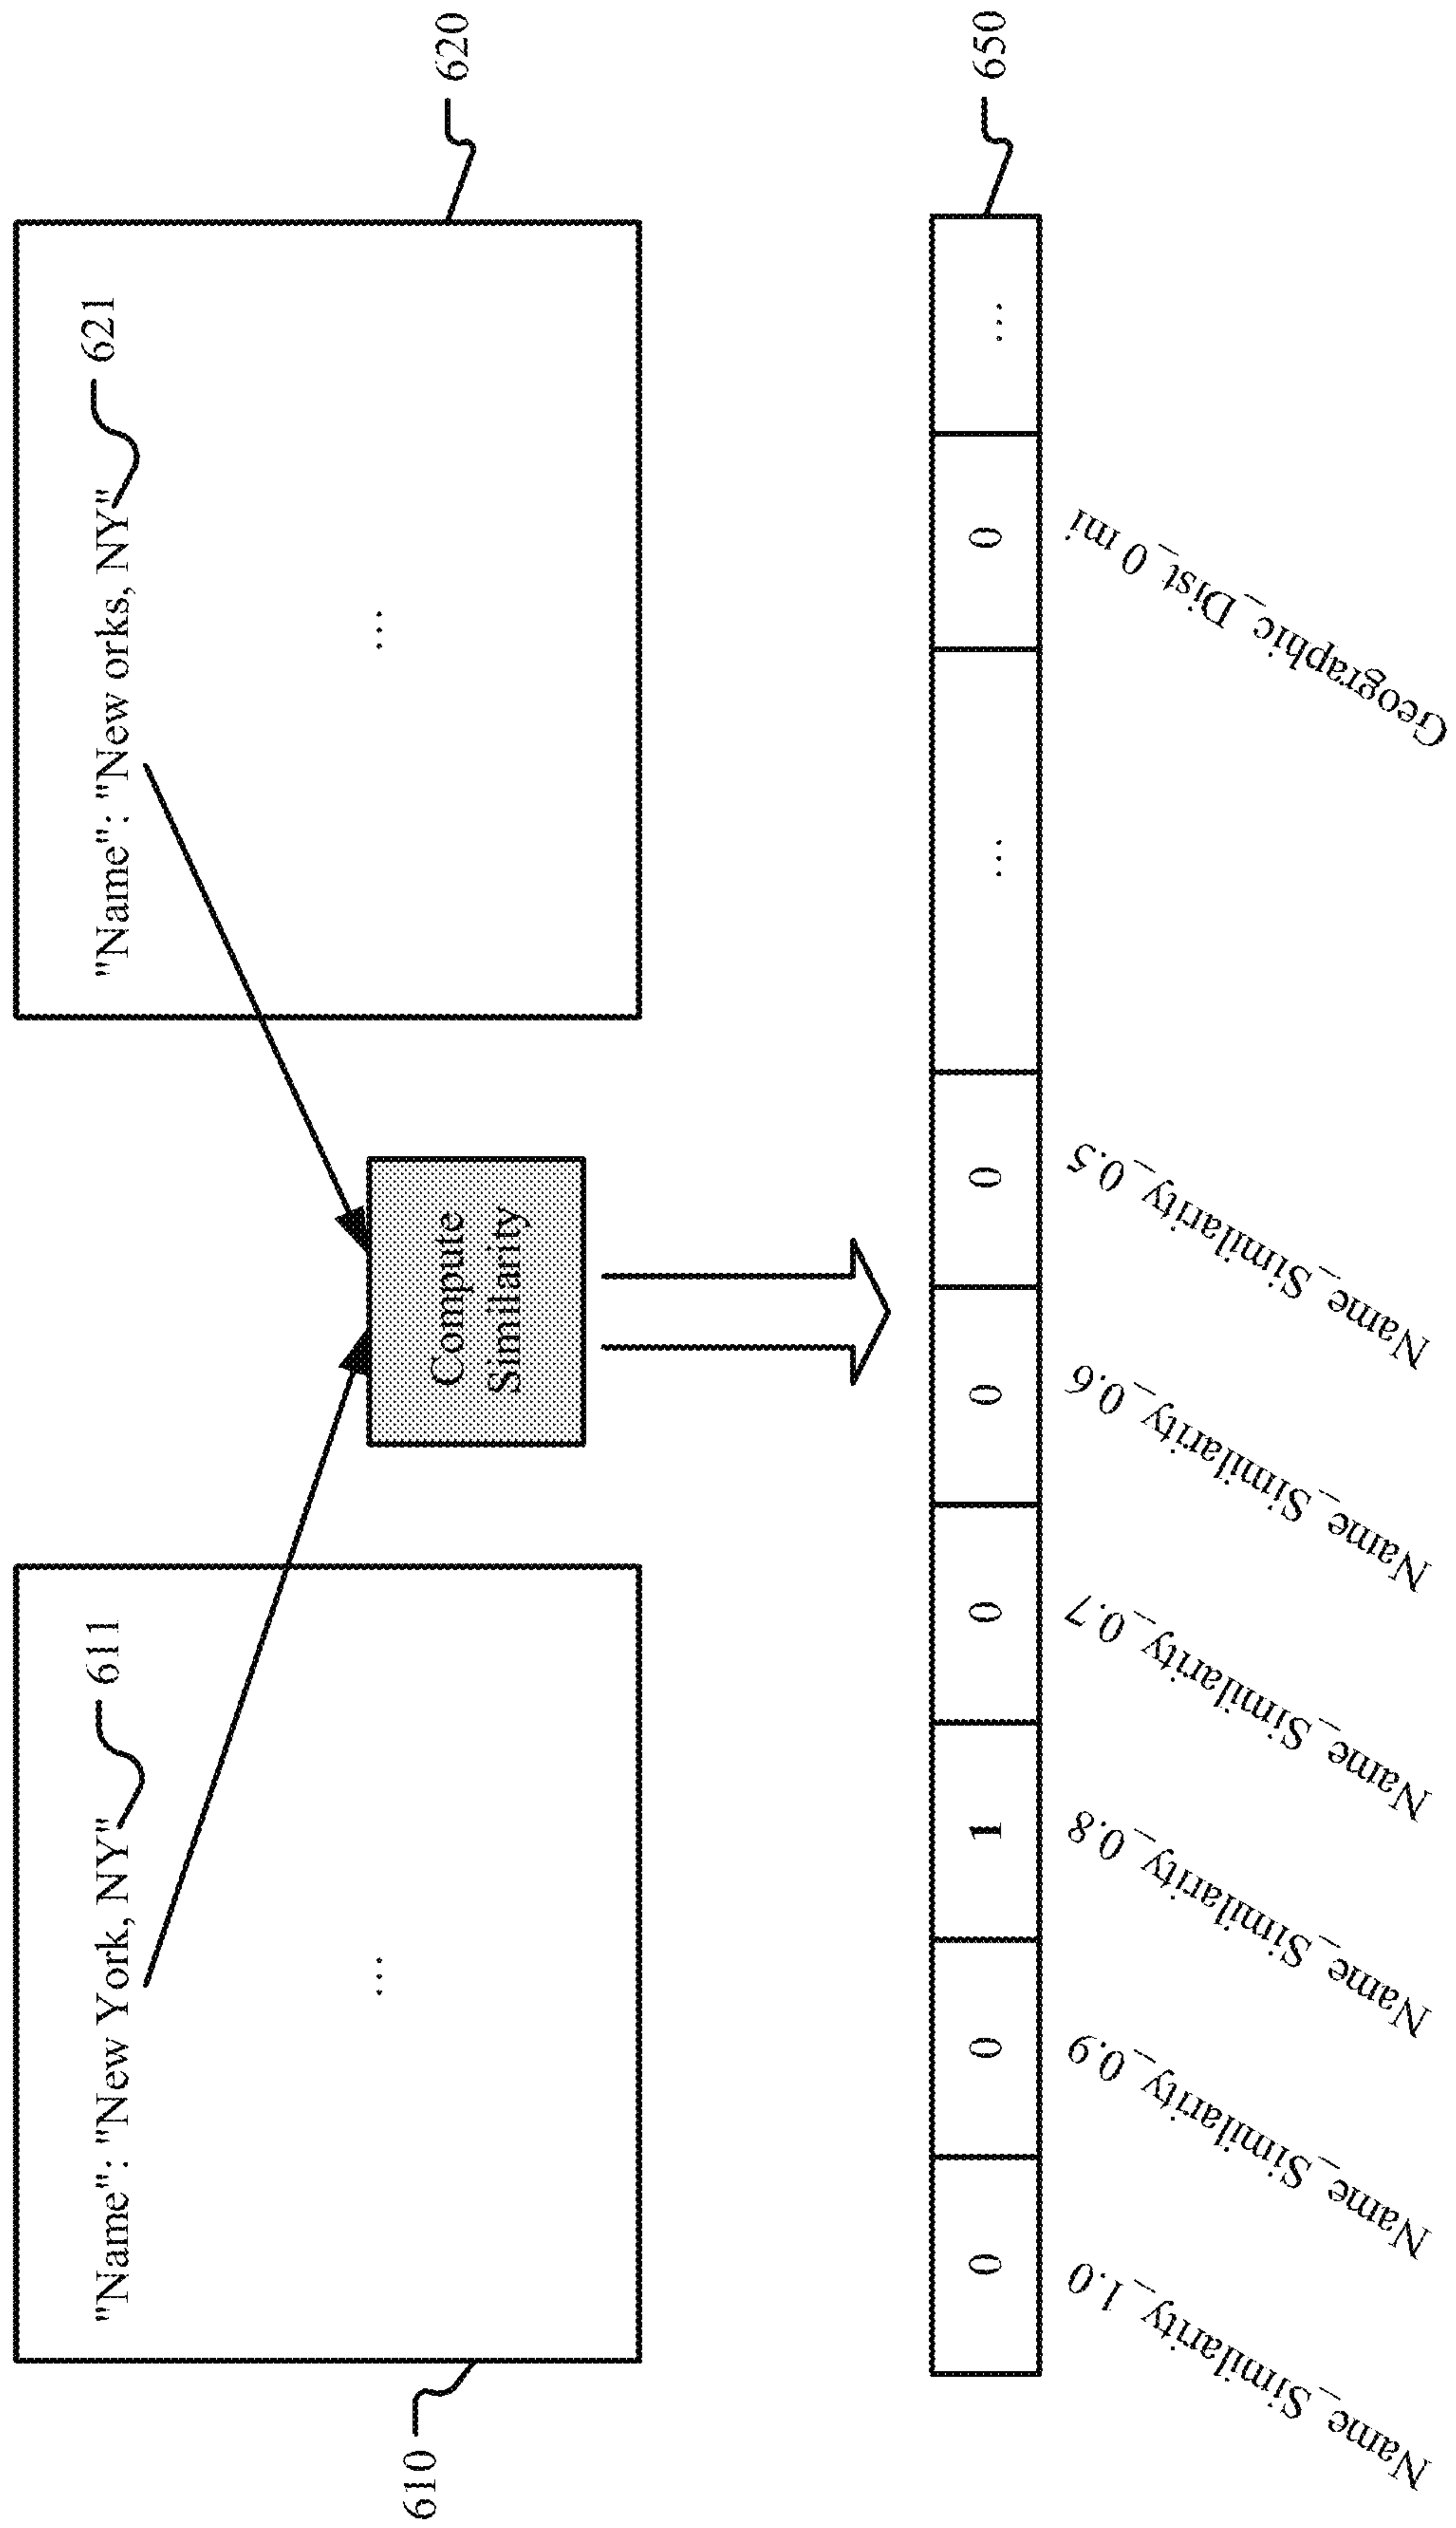 "Name": "New York, NY"
611
610
"Name": "New orks, NY"
621
620
...
...
Compute
Similarity
650
0
0
1
0
0
0
...
0
...
Name_Similarity_1.0
Name_Similarity_0.9
Name_Similarity_0.8
Name_Similarity_0.7
Name_Similarity_0.6
Name_Similarity_0.5
Geographic_Dist_0 mi